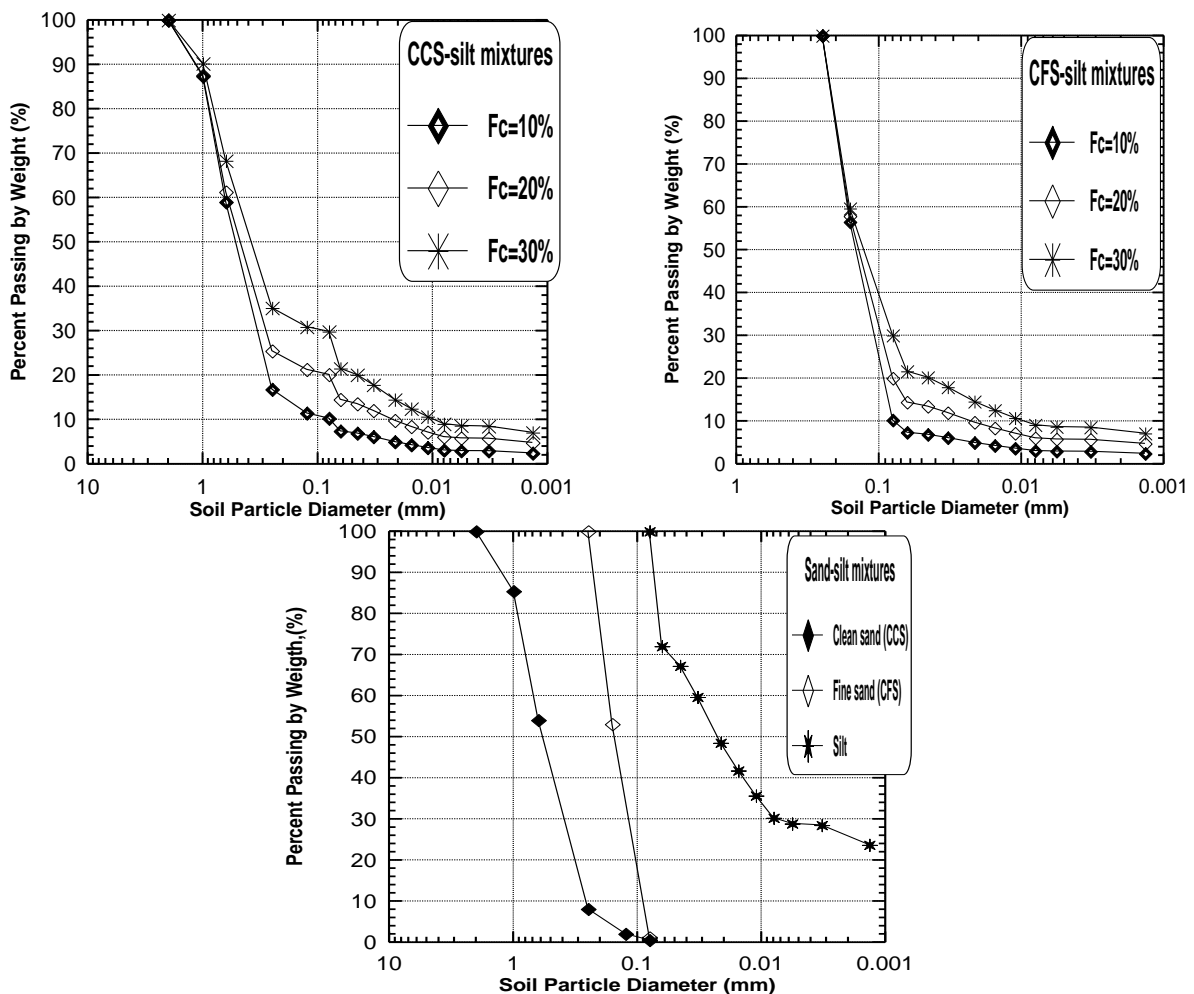 100
90
80
70
60
50
40
30
20
10
0
Percent Passing by Weight (%)
CCS-silt mixtures
Fc=10%
Fc=20%
Fc=30%
10
1
0.1
0.01
0.001
Soil Particle Diameter (mm)
100
90
80
70
60
50
40
30
20
10
0
Percent Passing by Weight (%)
CFS-silt mixtures
Fc=10%
Fc=20%
Fc=30%
1
0.1
0.01
0.001
Soil Particle Diameter (mm)
100
90
80
70
60
50
40
30
20
10
0
Percent Passing by Weigth,(%)
Sand-silt mixtures
Clean sand (CCS)
Fine sand (CFS)
Silt
10
1
0.1
0.01
0.001
Soil Particle Diameter (mm)